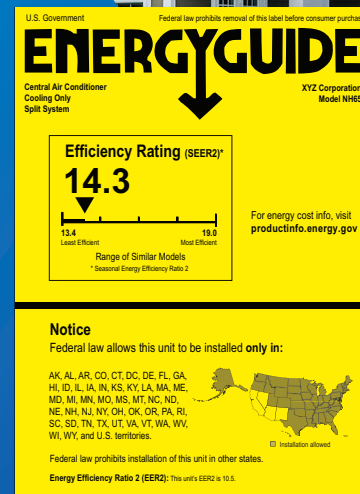 U.S. Government
Federal law prohibits removal of this label before consumer
ENERGYGUIDE
Central Air Conditioner
Cooling Only
Split System
XYZ Corporation
Model NH65
Efficiency Rating (SEER2)*
14.3
13.4
19.0
Least Efficient
Most Efficient
Range of Similar Models
* Seasonal Energy Efficiency Ratio 2
For energy cost info, visit
productinfo.energy.gov
Notice
Federal law allows this unit to be installed only in:
AK, AL, AR, CO, CT, DC, DE, FL, GA,
HI, ID, IL, IA, IN, KS, KY, LA, MA, ME,
MD, MI, MN, MO, MS, MT, NC, ND,
NE, NH, NJ, NY, OH, OK, OR, PA, RI,
SC, SD, TN, TX, UT, VA, VT, WA, WV,
WI, WY, and U.S. territories.
Installation allowed
Federal law prohibits installation of this unit in other states.
Energy Efficiency Ratio 2 (EER2): This unit's EER2 is 10.5.